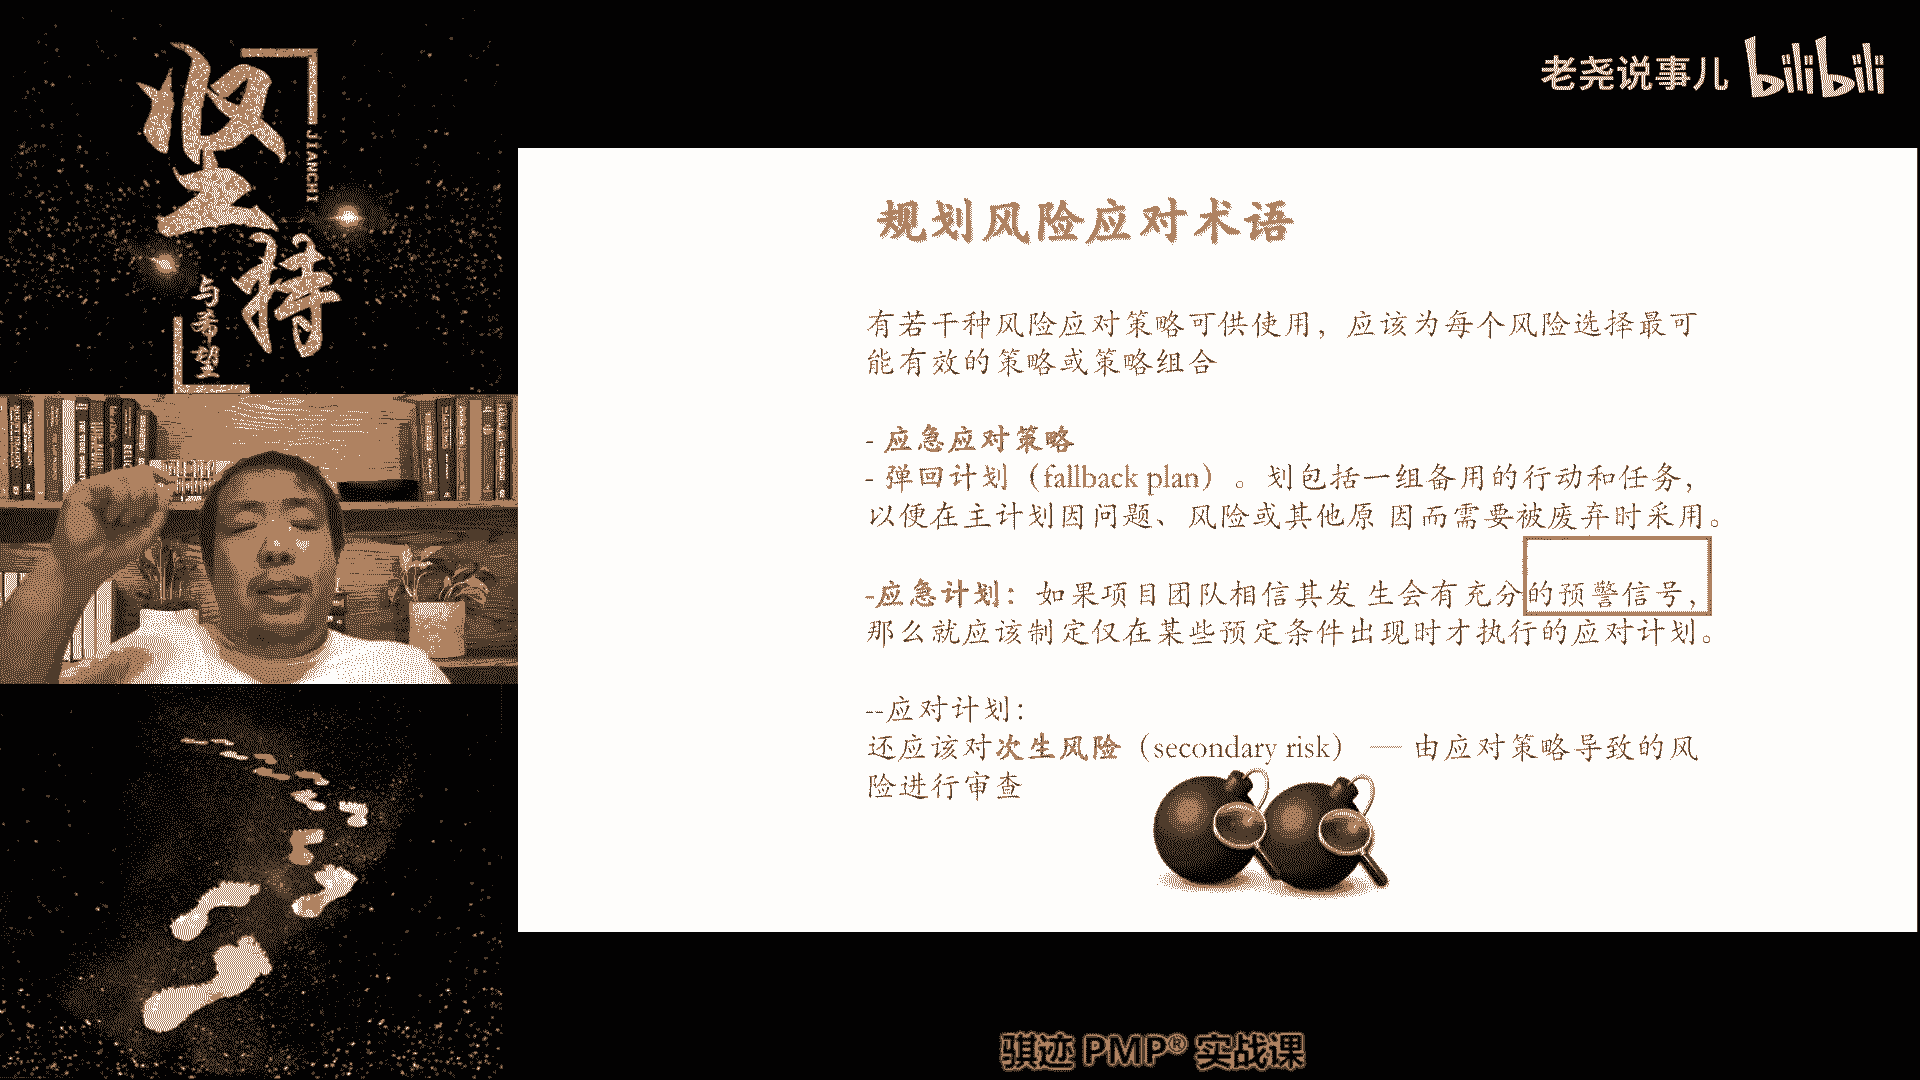 坚持
JIANCHI
与希望
老尧说事儿 bilibili
规划风险应对术语
有若干种风险应对策略可供使用，应该为每个风险选择最可
能有效的策略或策略组合
- 应急应对策略
- 弹回计划（fallback plan）。划包括一组备用的行动和任务，
以便在主计划因问题、风险或其他原 因而需要被废弃时采用。
-应急计划：如果项目团队相信其发 生会有充分的预警信号，
那么就应该制定仅在某些预定条件出现时才执行的应对计划。
--应对计划：
还应该对次生风险（secondary risk） — 由应对策略导致的风
险进行审查
骐迹 PMP® 实战课